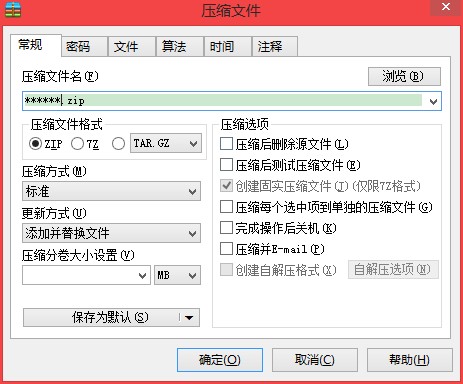 压缩文件
常规 密码 文件 算法 时间 注释
压缩文件名(F)
浏览(B)
******.zip
压缩文件格式
ZIP 7Z TAR.GZ
压缩方式(M)
标准
更新方式(U)
添加并替换文件
压缩分卷大小设置(V)
MB
保存为默认(S)
压缩选项
压缩后删除源文件(L)
压缩后测试压缩文件(E)
创建固实压缩文件(T)(仅限7Z格式)
压缩每个选中项到单独的压缩文件(G)
完成操作后关机(K)
压缩并E-mail(P)
创建自解压格式(X) 自解压选项(N)
确定(O) 取消(C) 帮助(H)